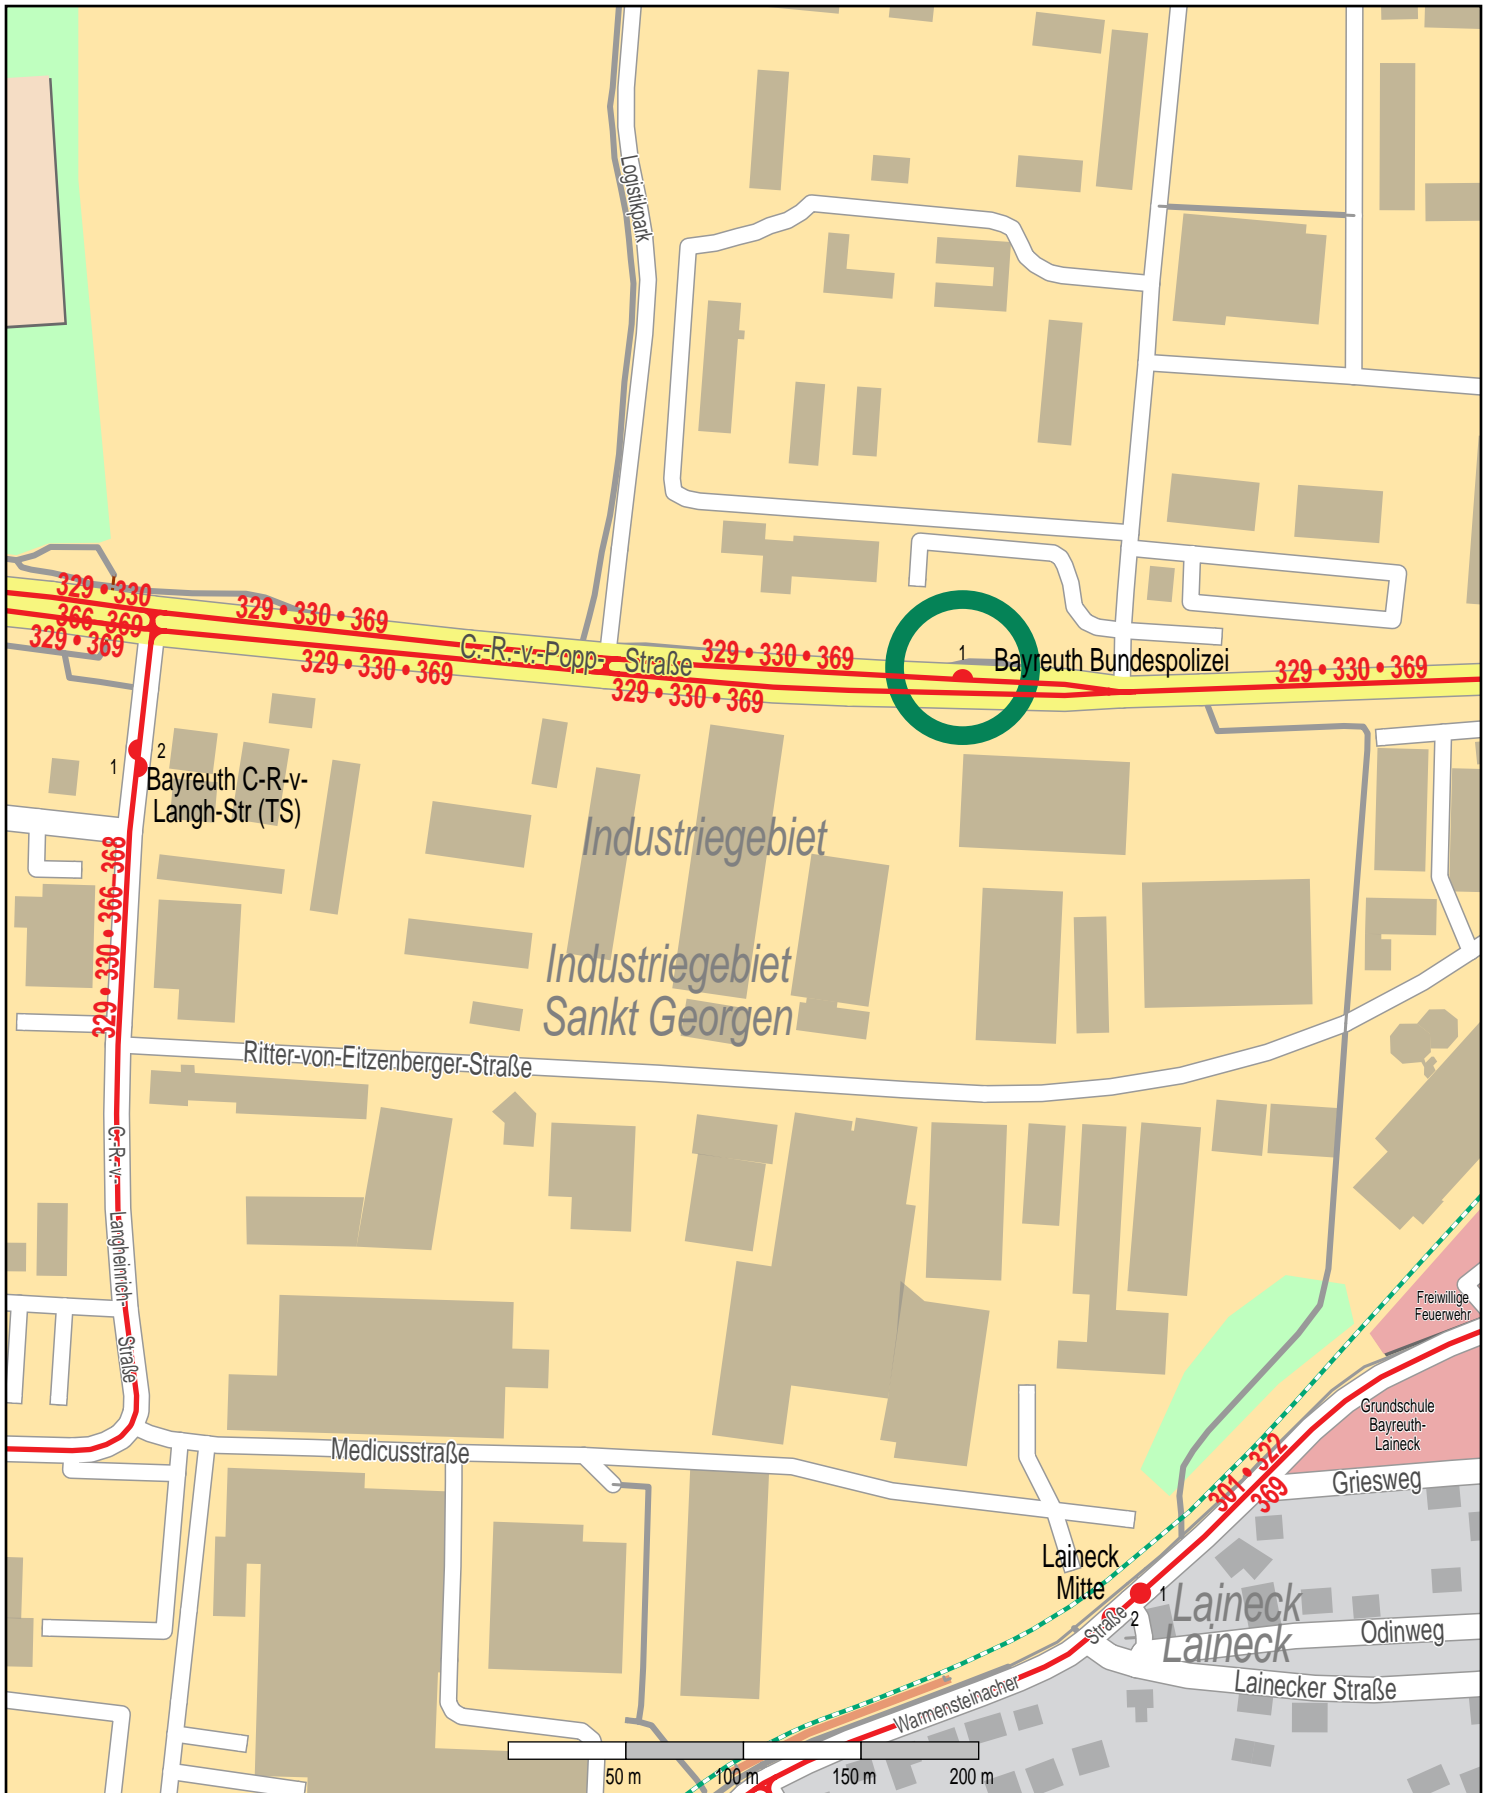 Logistikpark
329 • 330
366 369
329 • 369
329 • 330 • 369
329 • 330 • 369
C.-R.-v.-Popp- Straße
329 • 330 • 369
329 • 330 • 369
1
Bayreuth Bundespolizei
329 • 330 • 369
2
1
Bayreuth C-R-v-
Langh-Str (TS)
Industriegebiet
329 • 330 • 366–368
Industriegebiet
Sankt Georgen
Ritter-von-Eitzenberger-Straße
C.-R.-v.- Langheinrich- Straße
Freiwillige
Feuerwehr
Grundschule
Bayreuth-
Laineck
Medicusstraße
301 • 322
369
Griesweg
Laineck
Mitte
1
2
Laineck
Laineck
Odinweg
Lainecker Straße
Warmensteinacher Straße
50 m 100 m 150 m 200 m